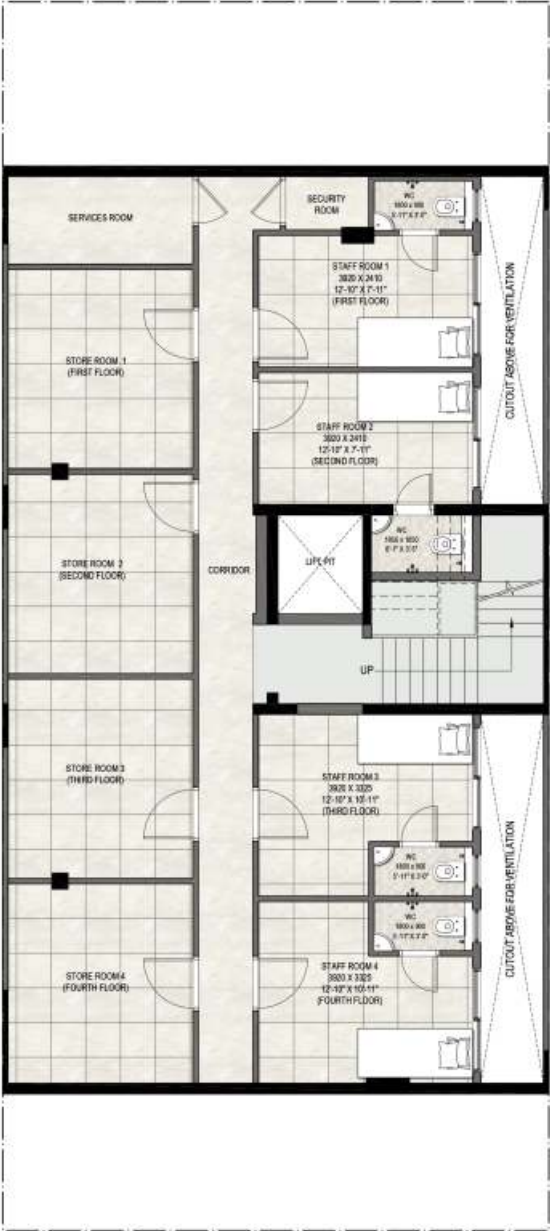 SERVICES ROOM
SECURITY
ROOM
WC
STAFF ROOM 1
3920 X 2410
12'-10" X 7'-11"
(FIRST FLOOR)
STORE ROOM 1
(FIRST FLOOR)
CUTOUT ABOVE FOR VENTILATION
STAFF ROOM 2
3920 X 2410
12'-10" X 7'-11"
(SECOND FLOOR)
WC
STORE ROOM 2
(SECOND FLOOR)
CORRIDOR
LIFT PIT
UP
STORE ROOM 3
(THIRD FLOOR)
STAFF ROOM 3
3920 X 3325
12'-10" X 10'-11"
(THIRD FLOOR)
WC
WC
CUTOUT ABOVE FOR VENTILATION
STORE ROOM 4
(FOURTH FLOOR)
STAFF ROOM 4
3920 X 3325
12'-10" X 10'-11"
(FOURTH FLOOR)